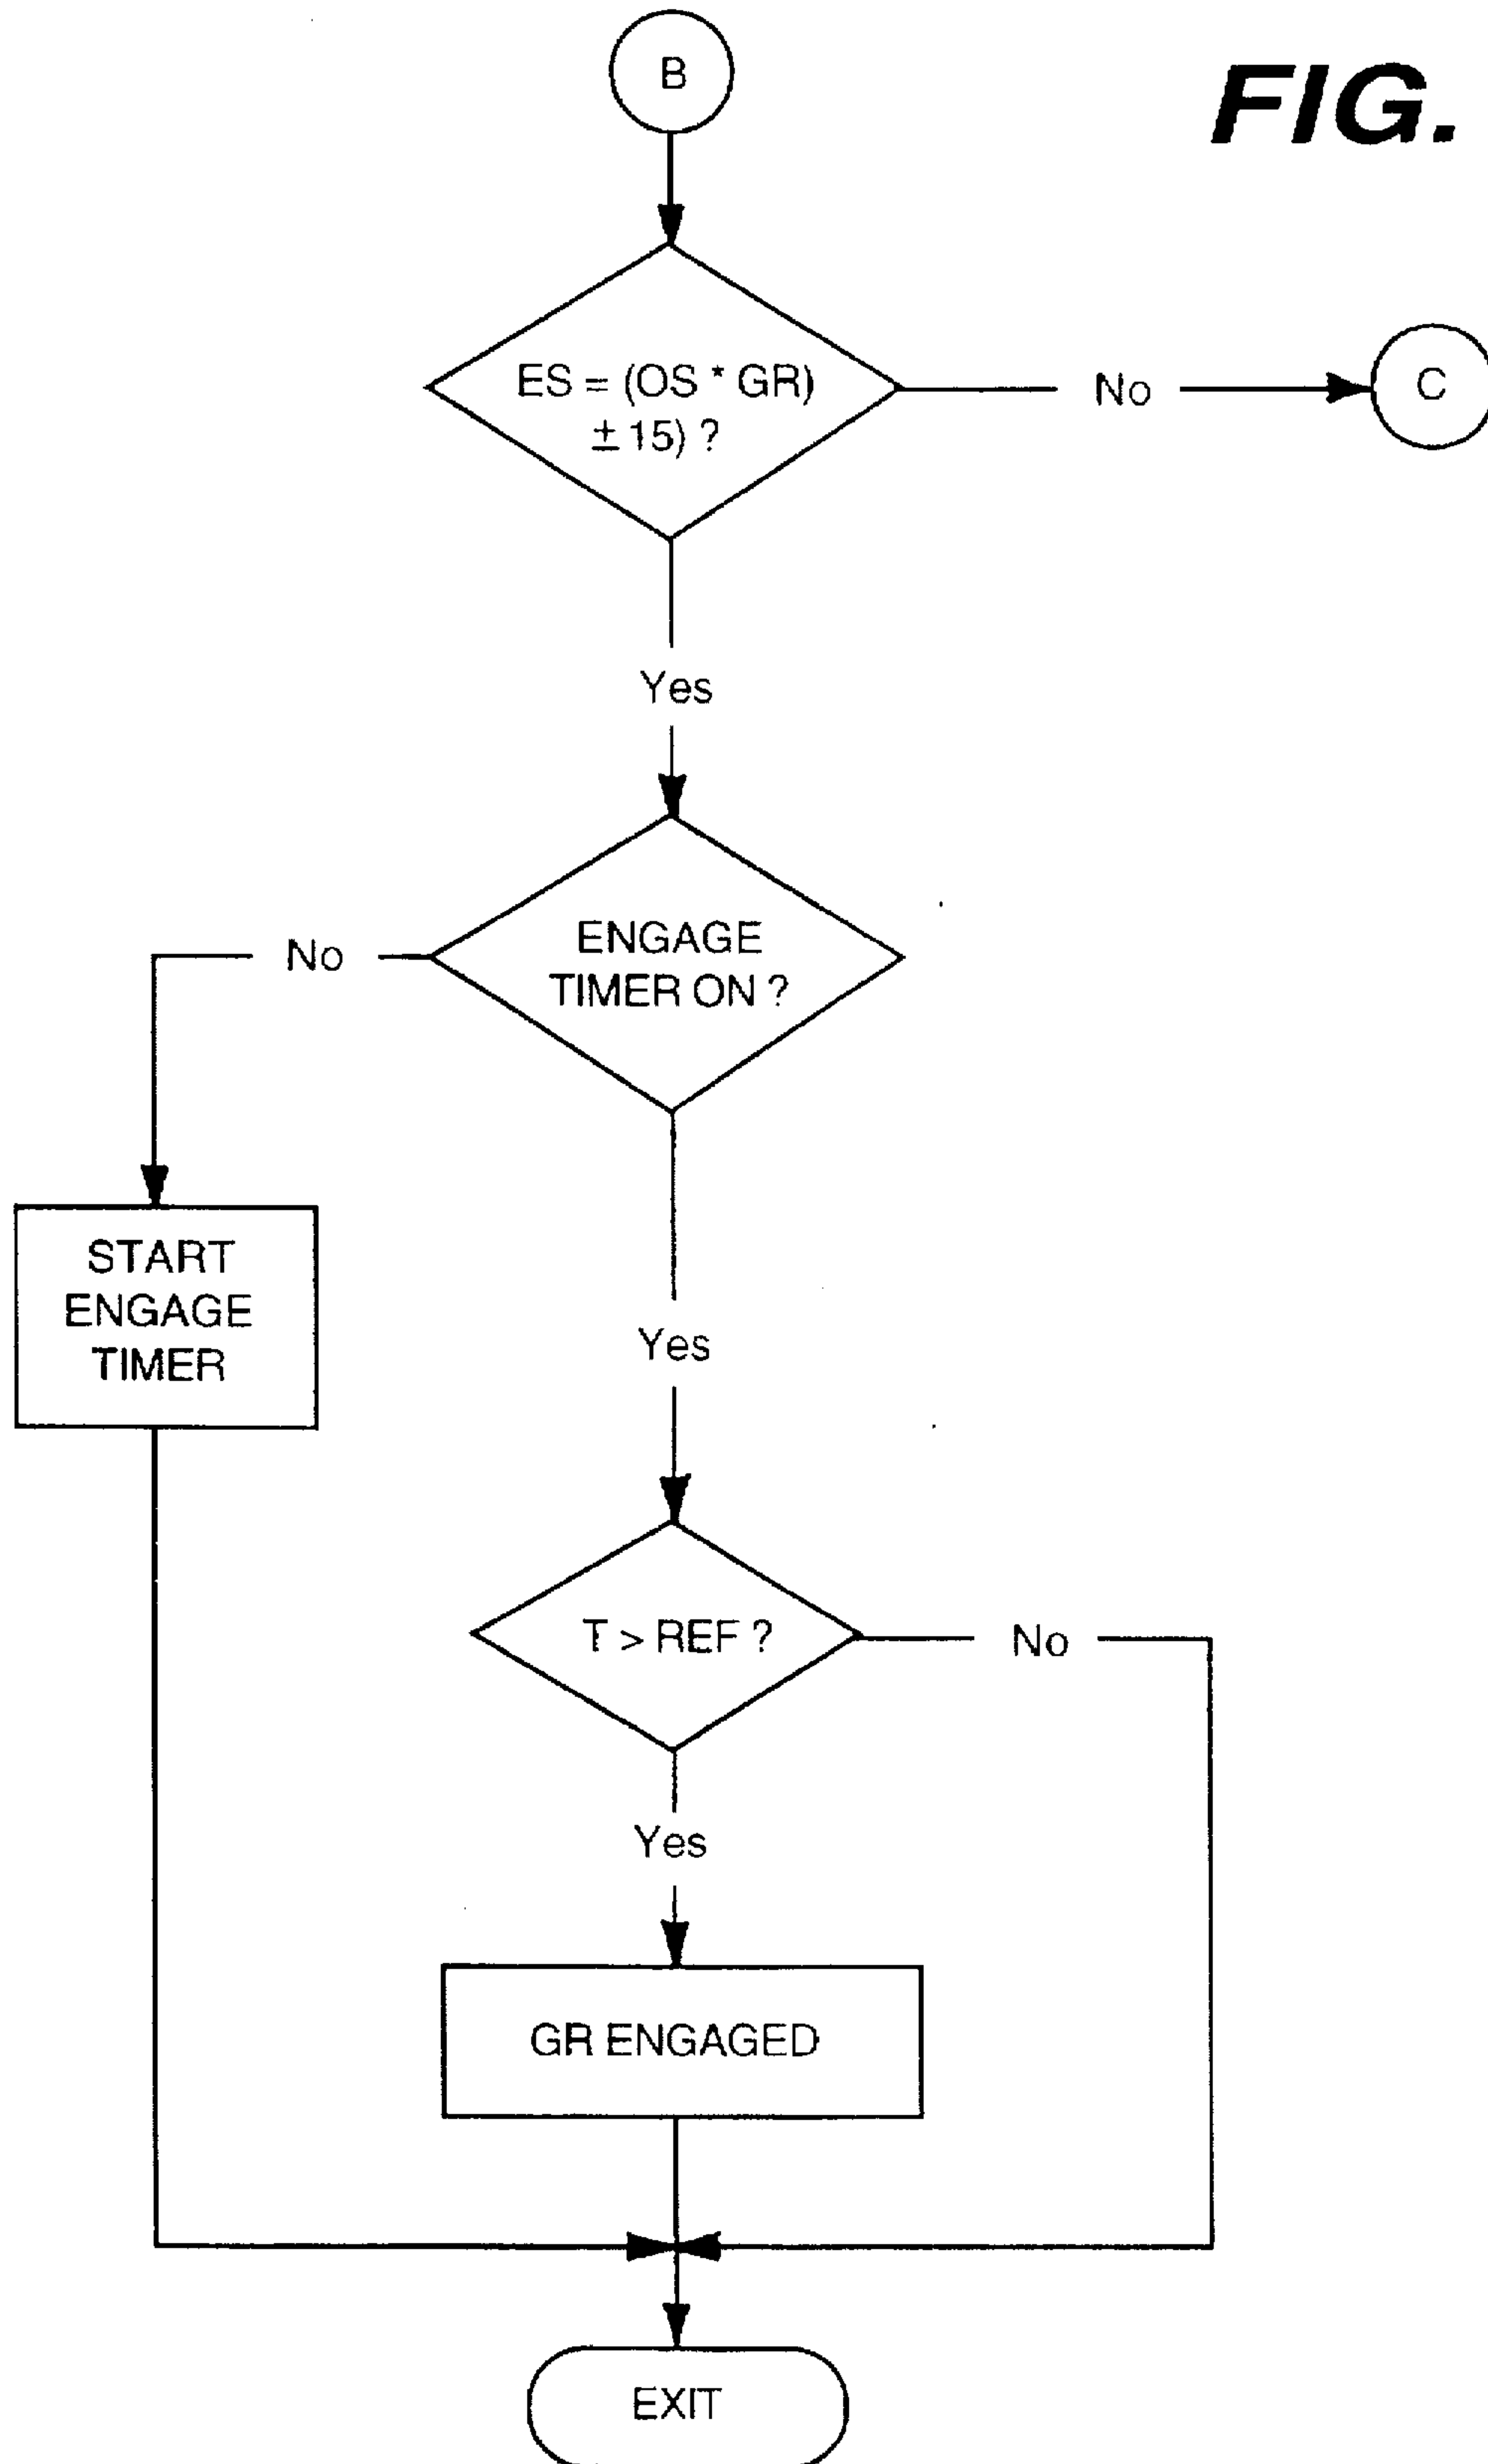 B
FIG.
ES = (OS * GR)
± 15) ?
No
C
Yes
ENGAGE
TIMER ON ?
No
START
ENGAGE
TIMER
Yes
T > REF ?
No
Yes
GR ENGAGED
EXIT